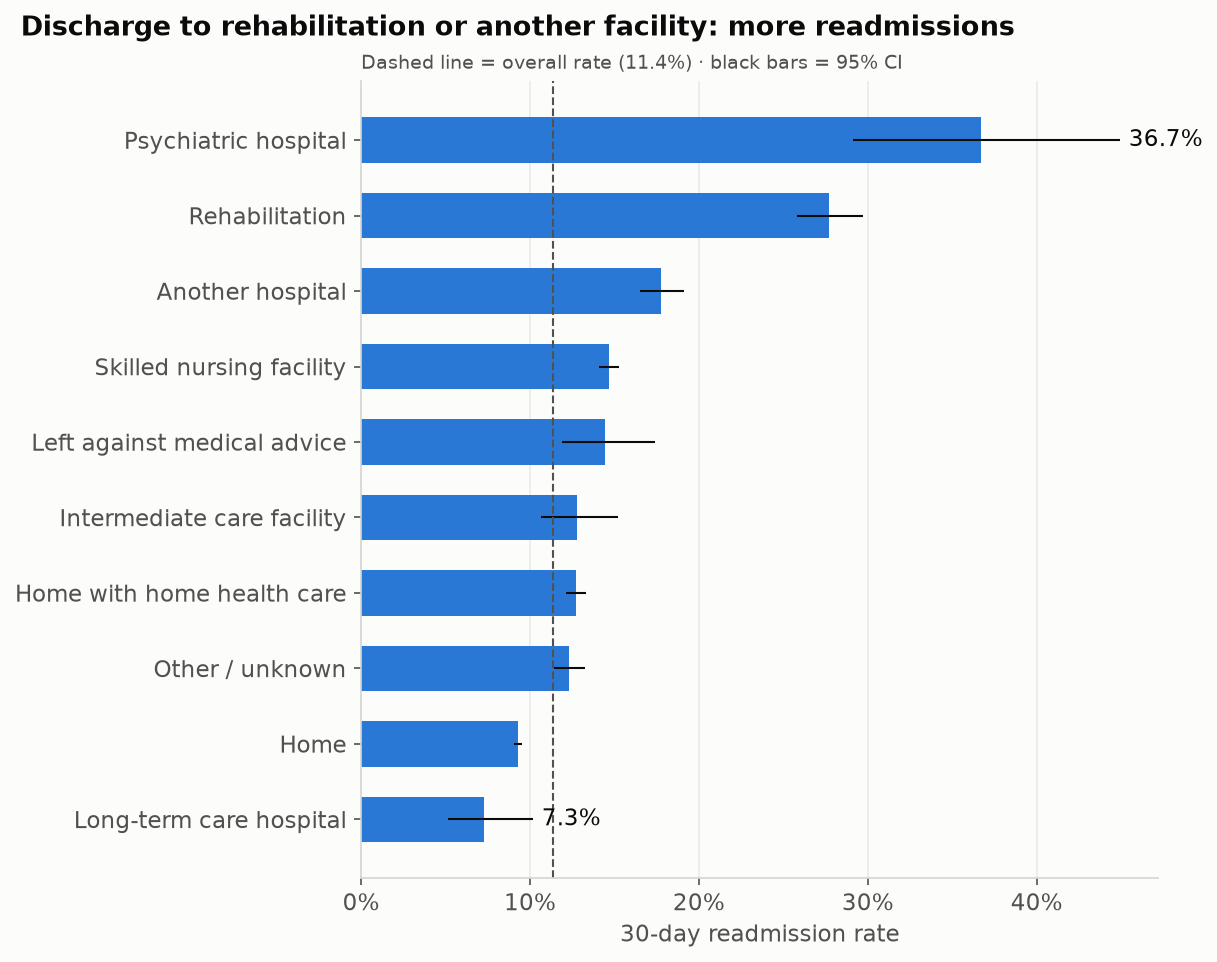 Discharge to rehabilitation or another facility: more readmissions
Dashed line = overall rate (11.4%) · black bars = 95% CI
Psychiatric hospital
36.7%
Rehabilitation
Another hospital
Skilled nursing facility
Left against medical advice
Intermediate care facility
Home with home health care
Other / unknown
Home
Long-term care hospital
7.3%
0%
10%
20%
30%
40%
30-day readmission rate